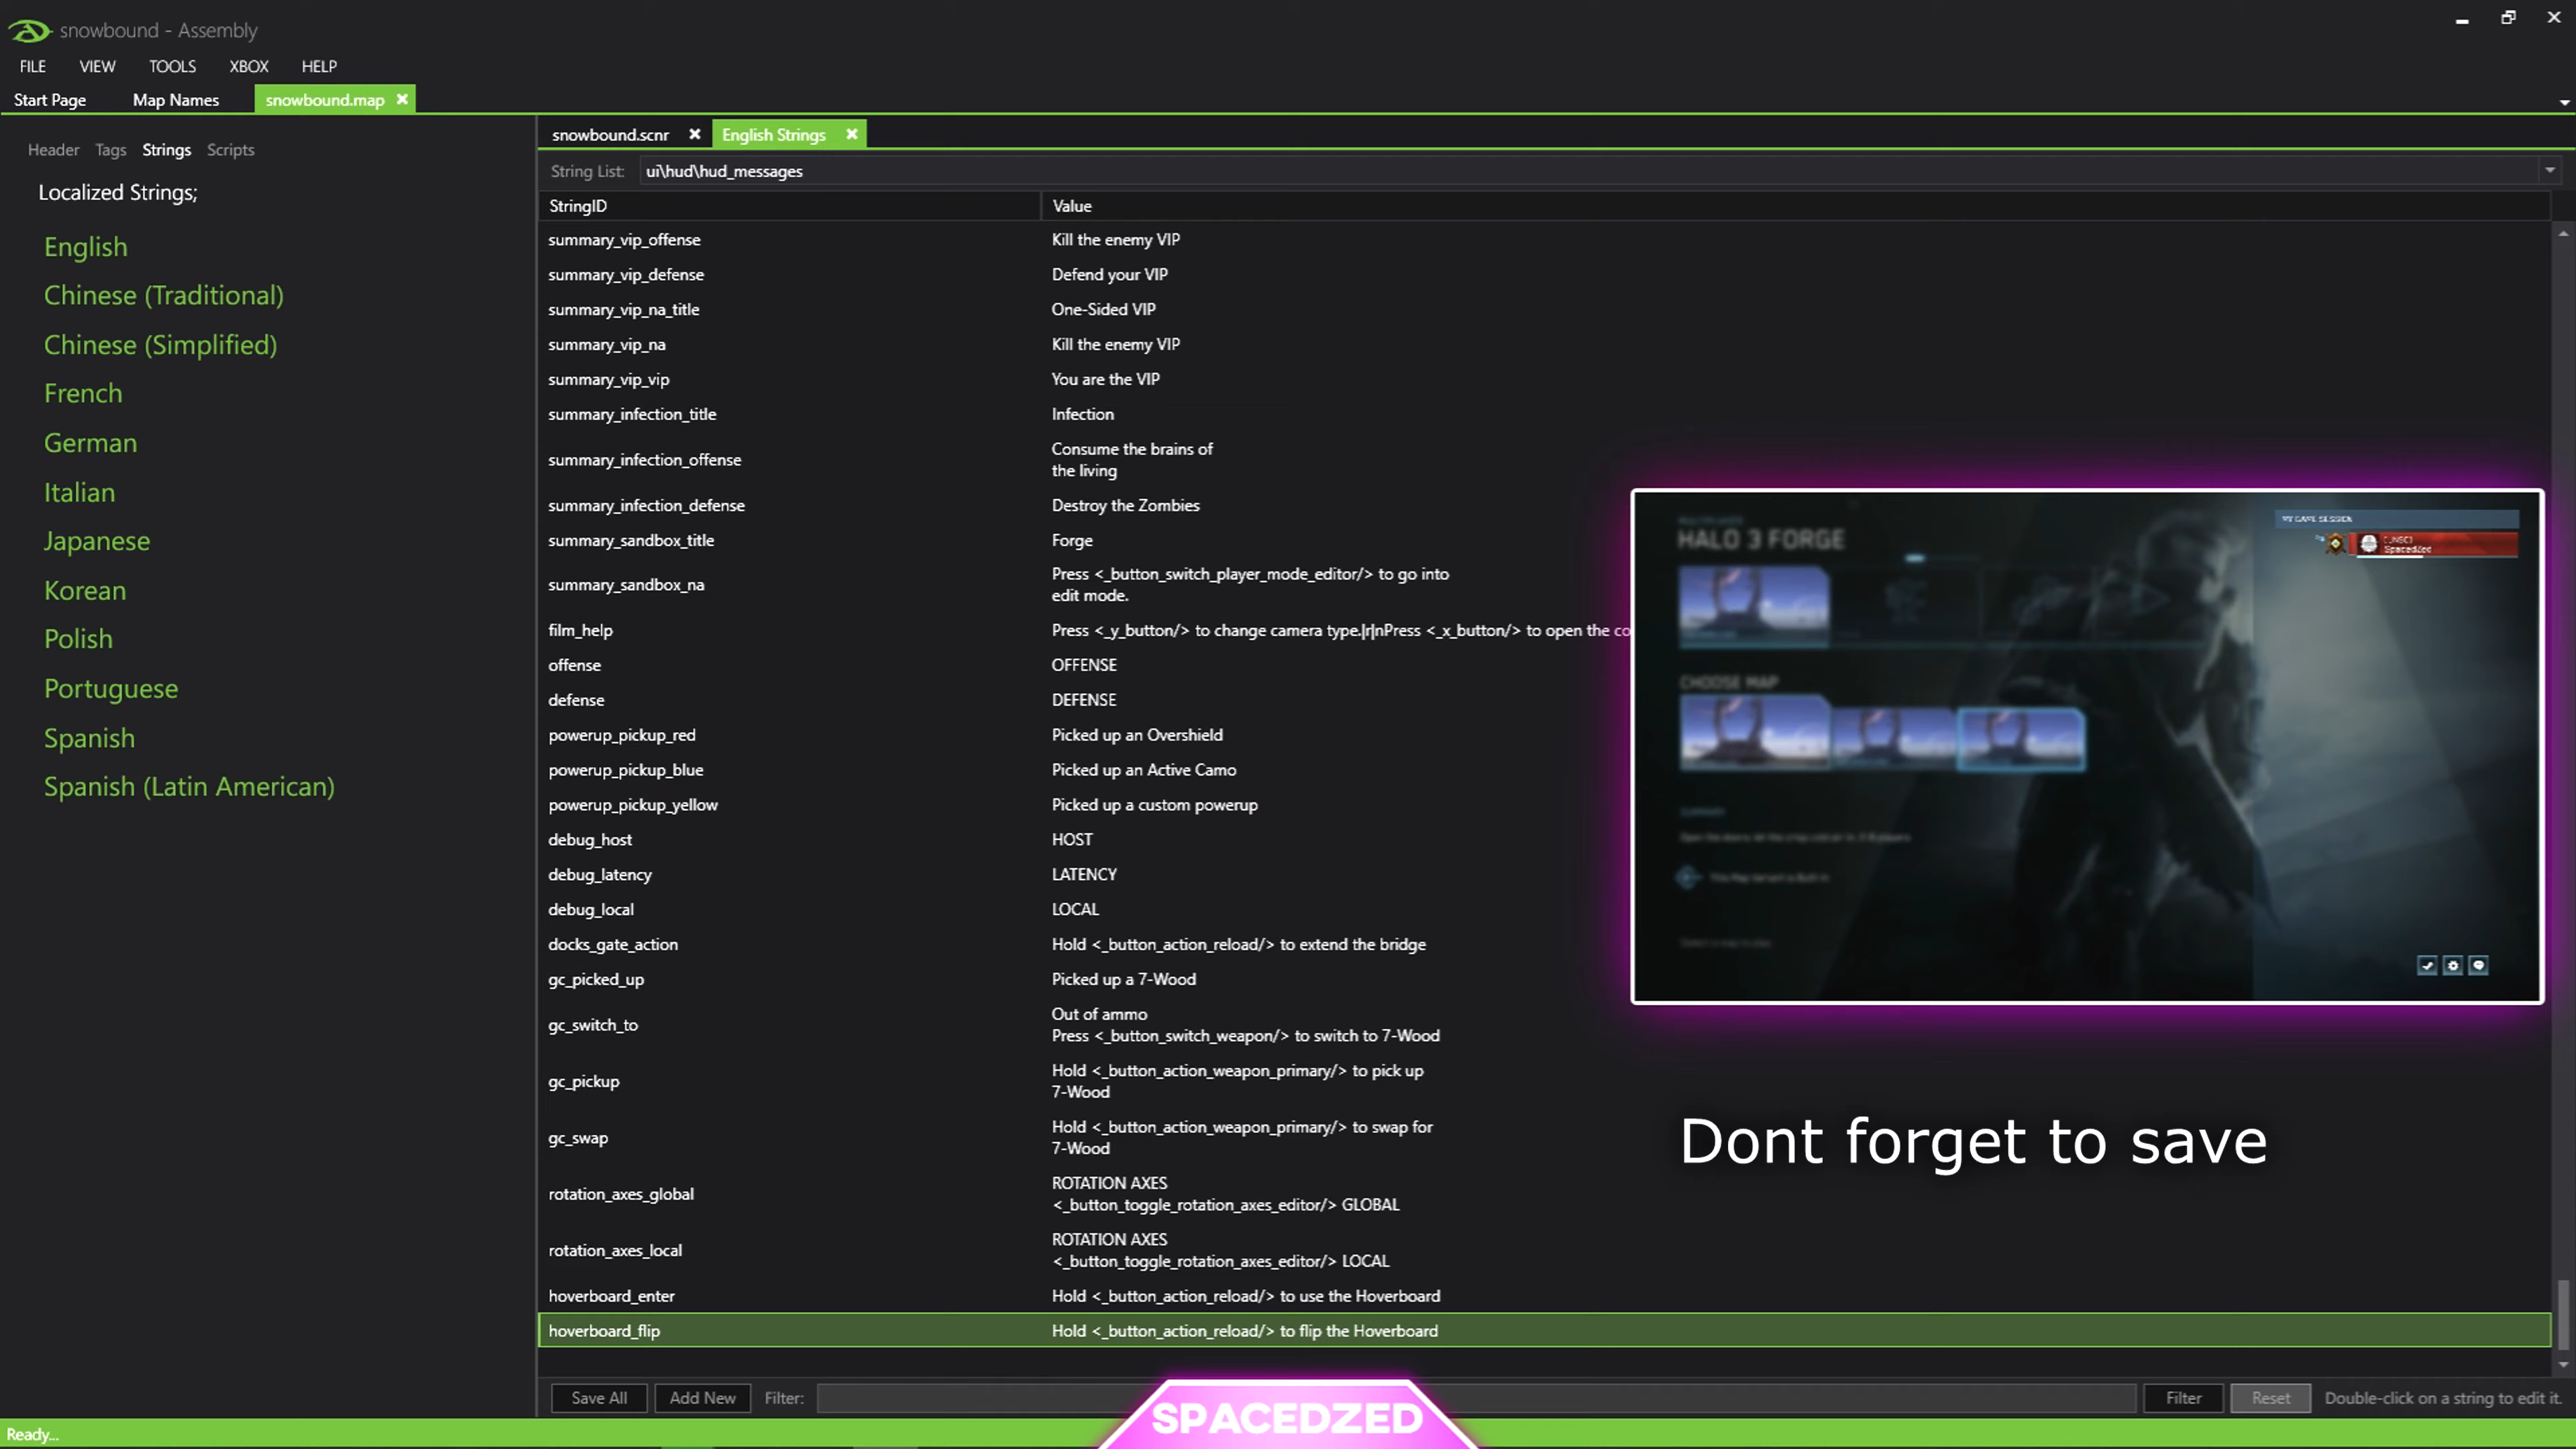 snowbound - Assembly
FILE VIEW TOOLS XBOX HELP
Start Page Map Names snowbound.map
Header Tags Strings Scripts
Localized Strings;
English
Chinese (Traditional)
Chinese (Simplified)
French
German
Italian
Japanese
Korean
Polish
Portuguese
Spanish
Spanish (Latin American)
snowbound.scnr English Strings
String List: ui\hud\hud_messages
StringID Value
summary_vip_offense Kill the enemy VIP
summary_vip_defense Defend your VIP
summary_vip_na_title One-Sided VIP
summary_vip_na Kill the enemy VIP
summary_vip_vip You are the VIP
summary_infection_title Infection
summary_infection_offense Consume the brains of
the living
summary_infection_defense Destroy the Zombies
summary_sandbox_title Forge
summary_sandbox_na Press <_button_switch_player_mode_editor/> to go into
edit mode.
film_help Press <_y_button/> to change camera type.|r|nPress <_x_button/> to open the co
offense OFFENSE
defense DEFENSE
powerup_pickup_red Picked up an Overshield
powerup_pickup_blue Picked up an Active Camo
powerup_pickup_yellow Picked up a custom powerup
debug_host HOST
debug_latency LATENCY
debug_local LOCAL
docks_gate_action Hold <_button_action_reload/> to extend the bridge
gc_picked_up Picked up a 7-Wood
gc_switch_to Out of ammo
Press <_button_switch_weapon/> to switch to 7-Wood
gc_pickup Hold <_button_action_weapon_primary/> to pick up
7-Wood
gc_swap Hold <_button_action_weapon_primary/> to swap for
7-Wood
rotation_axes_global ROTATION AXES
<_button_toggle_rotation_axes_editor/> GLOBAL
rotation_axes_local ROTATION AXES
<_button_toggle_rotation_axes_editor/> LOCAL
hoverboard_enter Hold <_button_action_reload/> to use the Hoverboard
hoverboard_flip Hold <_button_action_reload/> to flip the Hoverboard
HALO 3 FORGE
MY GAME SESSION
SpacedZed
CHOOSE MAP
Dont forget to save
Save All Add New Filter: Filter Reset Double-click on a string to edit it.
SPACEDZED
Ready...